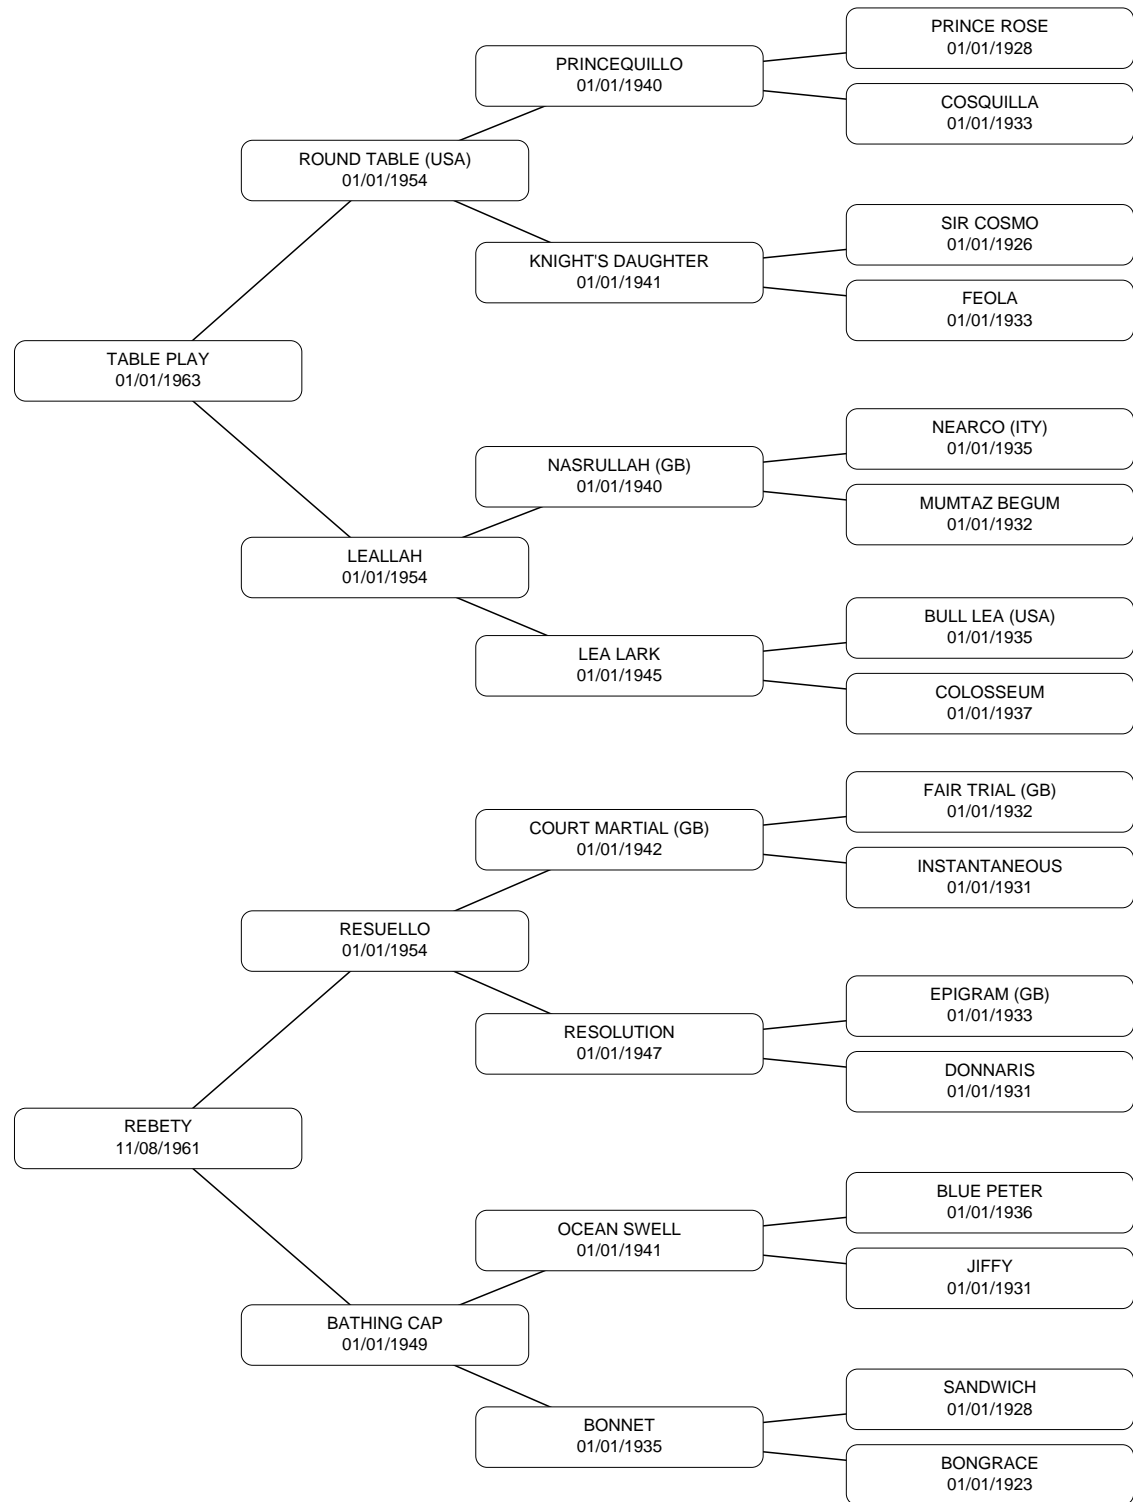 PRINCE ROSE
01/01/1928
PRINCEQUILLO
01/01/1940
COSQUILLA
01/01/1933
ROUND TABLE (USA)
01/01/1954
SIR COSMO
01/01/1926
KNIGHT'S DAUGHTER
01/01/1941
FEOLA
01/01/1933
TABLE PLAY
01/01/1963
NEARCO (ITY)
01/01/1935
NASRULLAH (GB)
01/01/1940
MUMTAZ BEGUM
01/01/1932
LEALLAH
01/01/1954
BULL LEA (USA)
01/01/1935
LEA LARK
01/01/1945
COLOSSEUM
01/01/1937
FAIR TRIAL (GB)
01/01/1932
COURT MARTIAL (GB)
01/01/1942
INSTANTANEOUS
01/01/1931
RESUELLO
01/01/1954
EPIGRAM (GB)
01/01/1933
RESOLUTION
01/01/1947
DONNARIS
01/01/1931
REBETY
11/08/1961
BLUE PETER
01/01/1936
OCEAN SWELL
01/01/1941
JIFFY
01/01/1931
BATHING CAP
01/01/1949
SANDWICH
01/01/1928
BONNET
01/01/1935
BONGRACE
01/01/1923